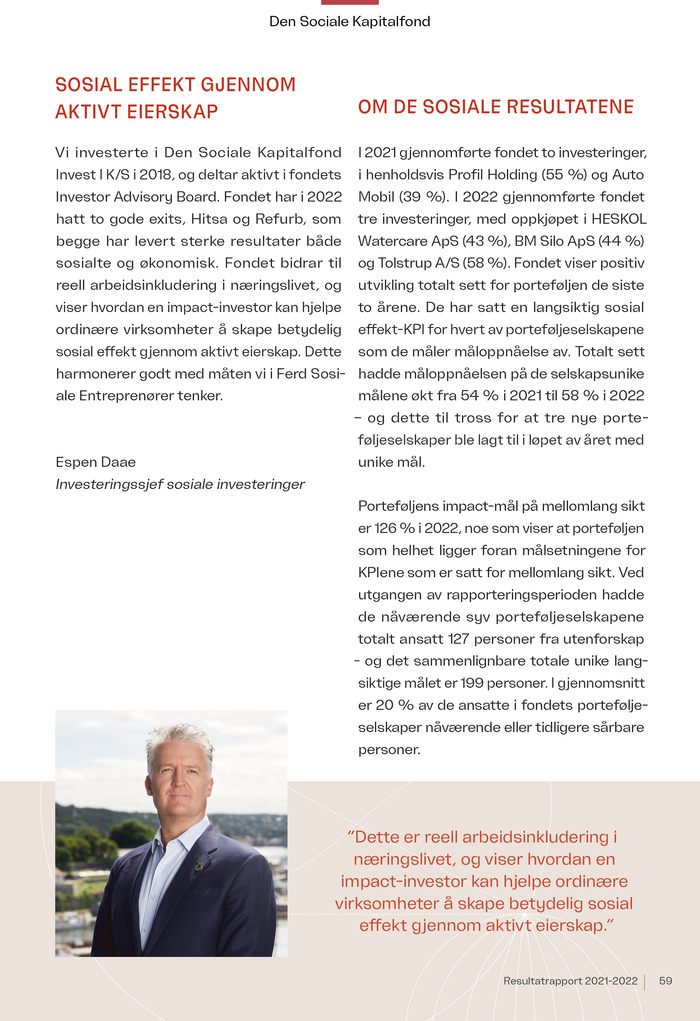 Den Sociale Kapitalfond
SOSIAL EFFEKT GJENNOM
AKTIVT EIERSKAP
Vi investerte i Den Sociale Kapitalfond
Invest I K/S i 2018, og deltar aktivt i fondets
Investor Advisory Board. Fondet har i 2022
hatt to gode exits, Hitsa og Refurb, som
begge har levert sterke resultater både
sosialte og økonomisk. Fondet bidrar til
reell arbeidsinkludering i næringslivet, og
viser hvordan en impact-investor kan hjelpe
ordinære virksomheter å skape betydelig
sosial effekt gjennom aktivt eierskap. Dette
harmonerer godt med måten vi i Ferd Sosi-
ale Entreprenører tenker.
Espen Daae
Investeringssjef sosiale investeringer
OM DE SOSIALE RESULTATENE
I 2021 gjennomførte fondet to investeringer,
i henholdsvis Profil Holding (55 %) og Auto
Mobil (39 %). I 2022 gjennomførte fondet
tre investeringer, med oppkjøpet i HESKOL
Watercare ApS (43 %), BM Silo ApS (44 %)
og Tolstrup A/S (58 %). Fondet viser positiv
utvikling totalt sett for porteføljen de siste
to årene. De har satt en langsiktig sosial
effekt-KPI for hvert av porteføljeselskapene
som de måler måloppnåelse av. Totalt sett
hadde måloppnåelsen på de selskapsunike
målene økt fra 54 % i 2021 til 58 % i 2022
– og dette til tross for at tre nye porte-
føljeselskaper ble lagt til i løpet av året med
unike mål.
Porteføljens impact-mål på mellomlang sikt
er 126 % i 2022, noe som viser at porteføljen
som helhet ligger foran målsetningene for
KPIene som er satt for mellomlang sikt. Ved
utgangen av rapporteringsperioden hadde
de nåværende syv porteføljeselskapene
totalt ansatt 127 personer fra utenforskap
- og det sammenlignbare totale unike lang-
siktige målet er 199 personer. I gjennomsnitt
er 20 % av de ansatte i fondets portefølje-
selskaper nåværende eller tidligere sårbare
personer.
”Dette er reell arbeidsinkludering i
næringslivet, og viser hvordan en
impact-investor kan hjelpe ordinære
virksomheter å skape betydelig sosial
effekt gjennom aktivt eierskap.”
Resultatrapport 2021-2022 59